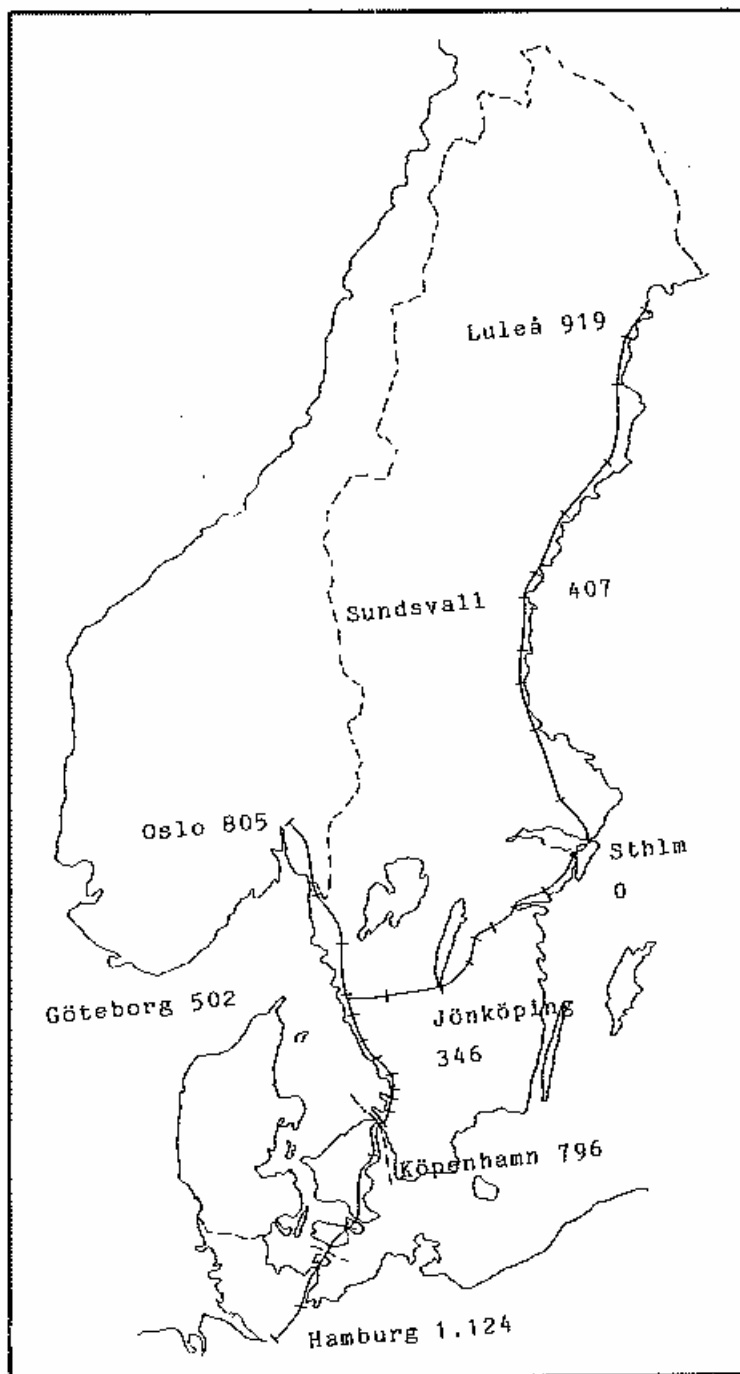 Luleå 919
Sundsvall 407
Oslo 805
Sthlm
0
Göteborg 502
Jönköping
346
Köpenhamn 796
Hamburg 1.124